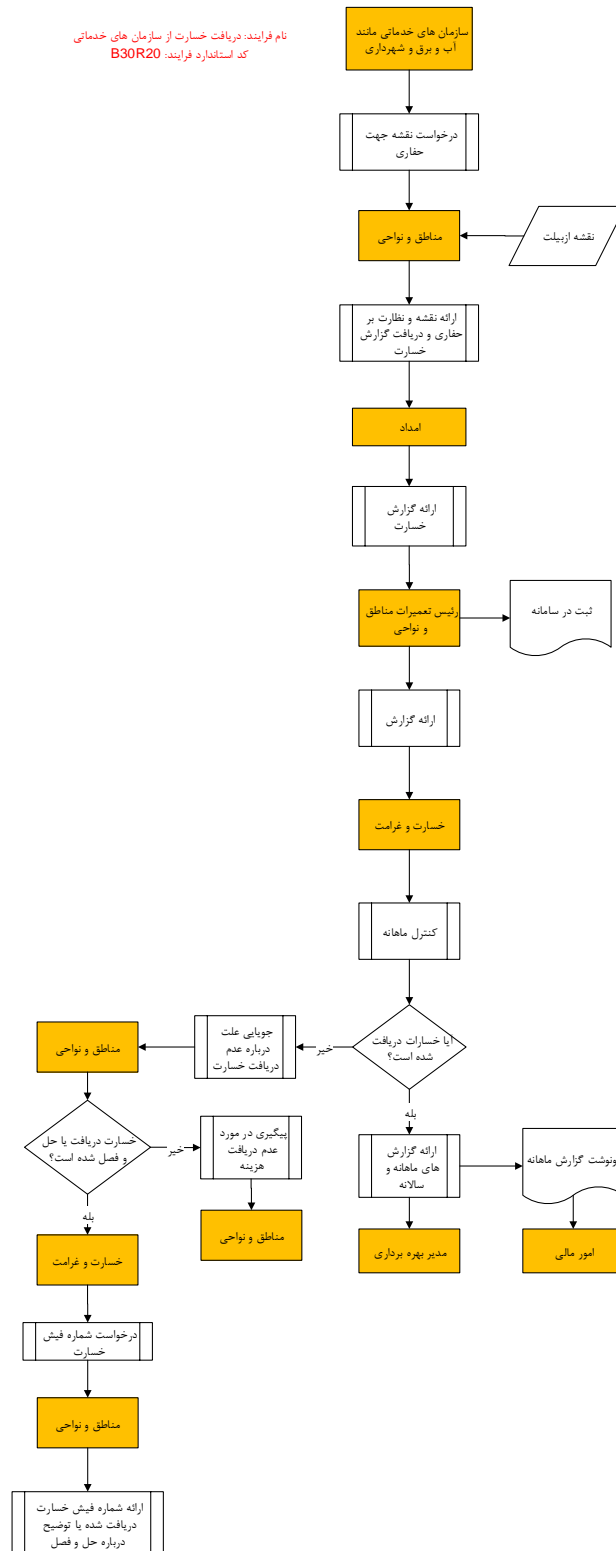 نام فرایند: دریافت خسارت از سازمان های خدماتی
کد استاندارد فرایند: B30R20
سازمان های خدماتی مانند
آب و برق و شهرداری
درخواست نقشه جهت
حفاری
مناطق و نواحی
نقشه ازبیلت
ارائه نقشه و نظارت بر
حفاری و دریافت گزارش
خسارت
امداد
ارائه گزارش
خسارت
رئیس تعمیرات مناطق
و نواحی
ثبت در سامانه
ارائه گزارش
خسارت و غرامت
کنترل ماهانه
آیا خسارات دریافت
شده است؟
خیر
جویایی علت
درباره عدم
دریافت خسارت
مناطق و نواحی
بله
ارائه گزارش
های ماهانه و
سالانه
رونوشت گزارش ماهانه
مدیر بهره برداری
امور مالی
خسارت دریافت یا حل
و فصل شده است؟
خیر
پیگیری در مورد
عدم دریافت
هزینه
مناطق و نواحی
بله
خسارت و غرامت
درخواست شماره فیش
خسارت
مناطق و نواحی
ارائه شماره فیش خسارت
دریافت شده یا توضیح
درباره حل و فصل